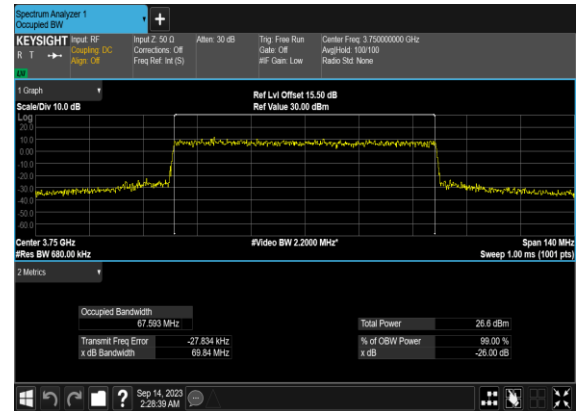 Spectrum Analyzer 1
Occupied BW
+
KEYSIGHT
R T
LXI
Input: RF
Coupling: DC
Align: Off
Input Z: 50 Ω
Corrections: Off
Freq Ref: Int (S)
Atten: 30 dB
Trig: Free Run
Gate: Off
#IF Gain: Low
Center Freq: 3.750000000 GHz
Avg|Hold: 100/100
Radio Std: None
1 Graph
Scale/Div 10.0 dB
Ref Lvl Offset 15.50 dB
Ref Value 30.00 dBm
Log
20.0
10.0
0.00
-10.0
-20.0
-30.0
-40.0
-50.0
-60.0
Center 3.75 GHz
#Res BW 680.00 kHz
#Video BW 2.2000 MHz*
Span 140 MHz
Sweep 1.00 ms (1001 pts)
2 Metrics
Occupied Bandwidth
67.593 MHz
Total Power 26.6 dBm
Transmit Freq Error -27.834 kHz
% of OBW Power 99.00 %
x dB Bandwidth 69.84 MHz
x dB -26.00 dB
?
Sep 14, 2023
2:28:39 AM